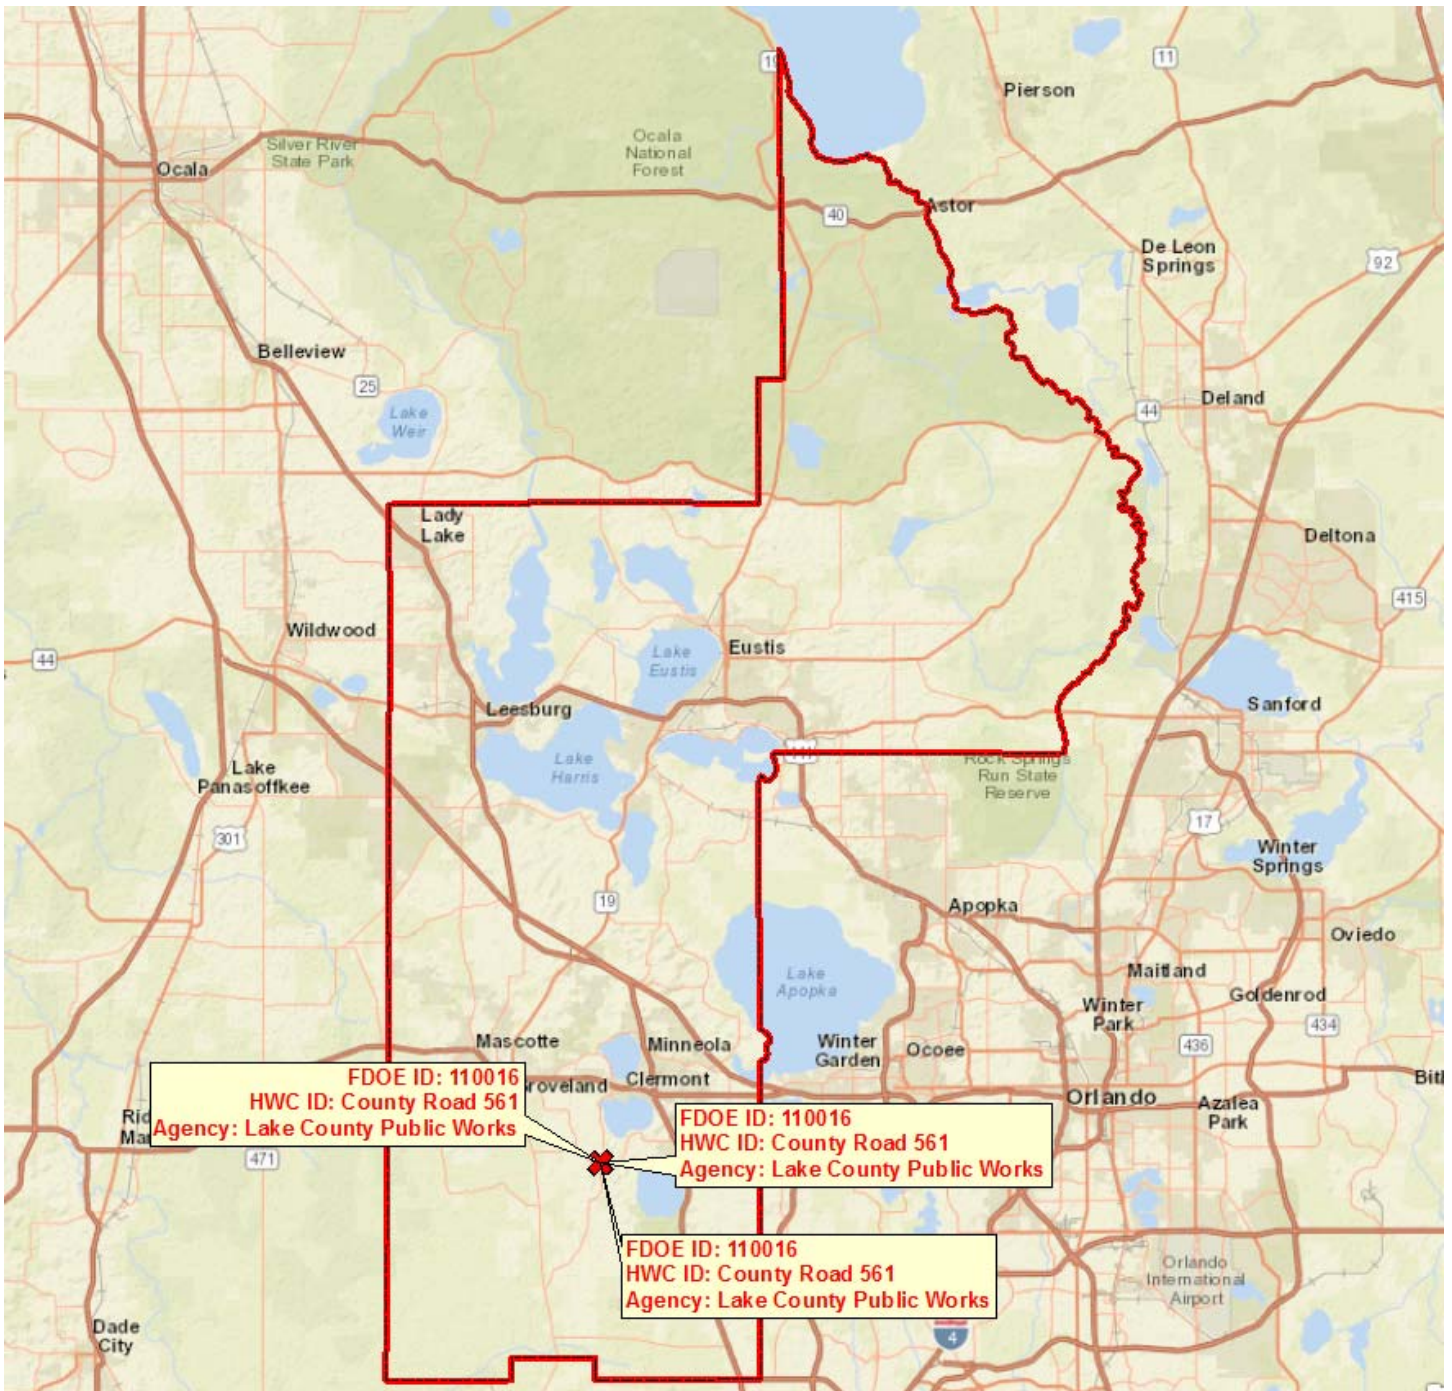 19
11
Pierson
Ocala
National
Forest
Silver River
State Park
Ocala
Astor
40
De Leon
Springs
92
Belleview
25
Lake
Weir
Deland
44
Lady
Lake
Deltona
415
Wildwood
44
Lake
Eustis
Eustis
Leesburg
Sanford
Lake
Harris
441
Rock Springs
Run State
Reserve
Lake
Panasoffkee
301
17
Winter
Springs
19
Apopka
Oviedo
Lake
Apopka
Maitland
Goldenrod
Winter
Park
434
436
Mascotte
Minneola
Winter
Garden
Ocoee
Groveland
Clermont
Orlando
Azalea
Park
FDOE ID: 110016
HWC ID: County Road 561
Agency: Lake County Public Works
FDOE ID: 110016
HWC ID: County Road 561
Agency: Lake County Public Works
471
FDOE ID: 110016
HWC ID: County Road 561
Agency: Lake County Public Works
Orlando
International
Airport
Dade
City
4